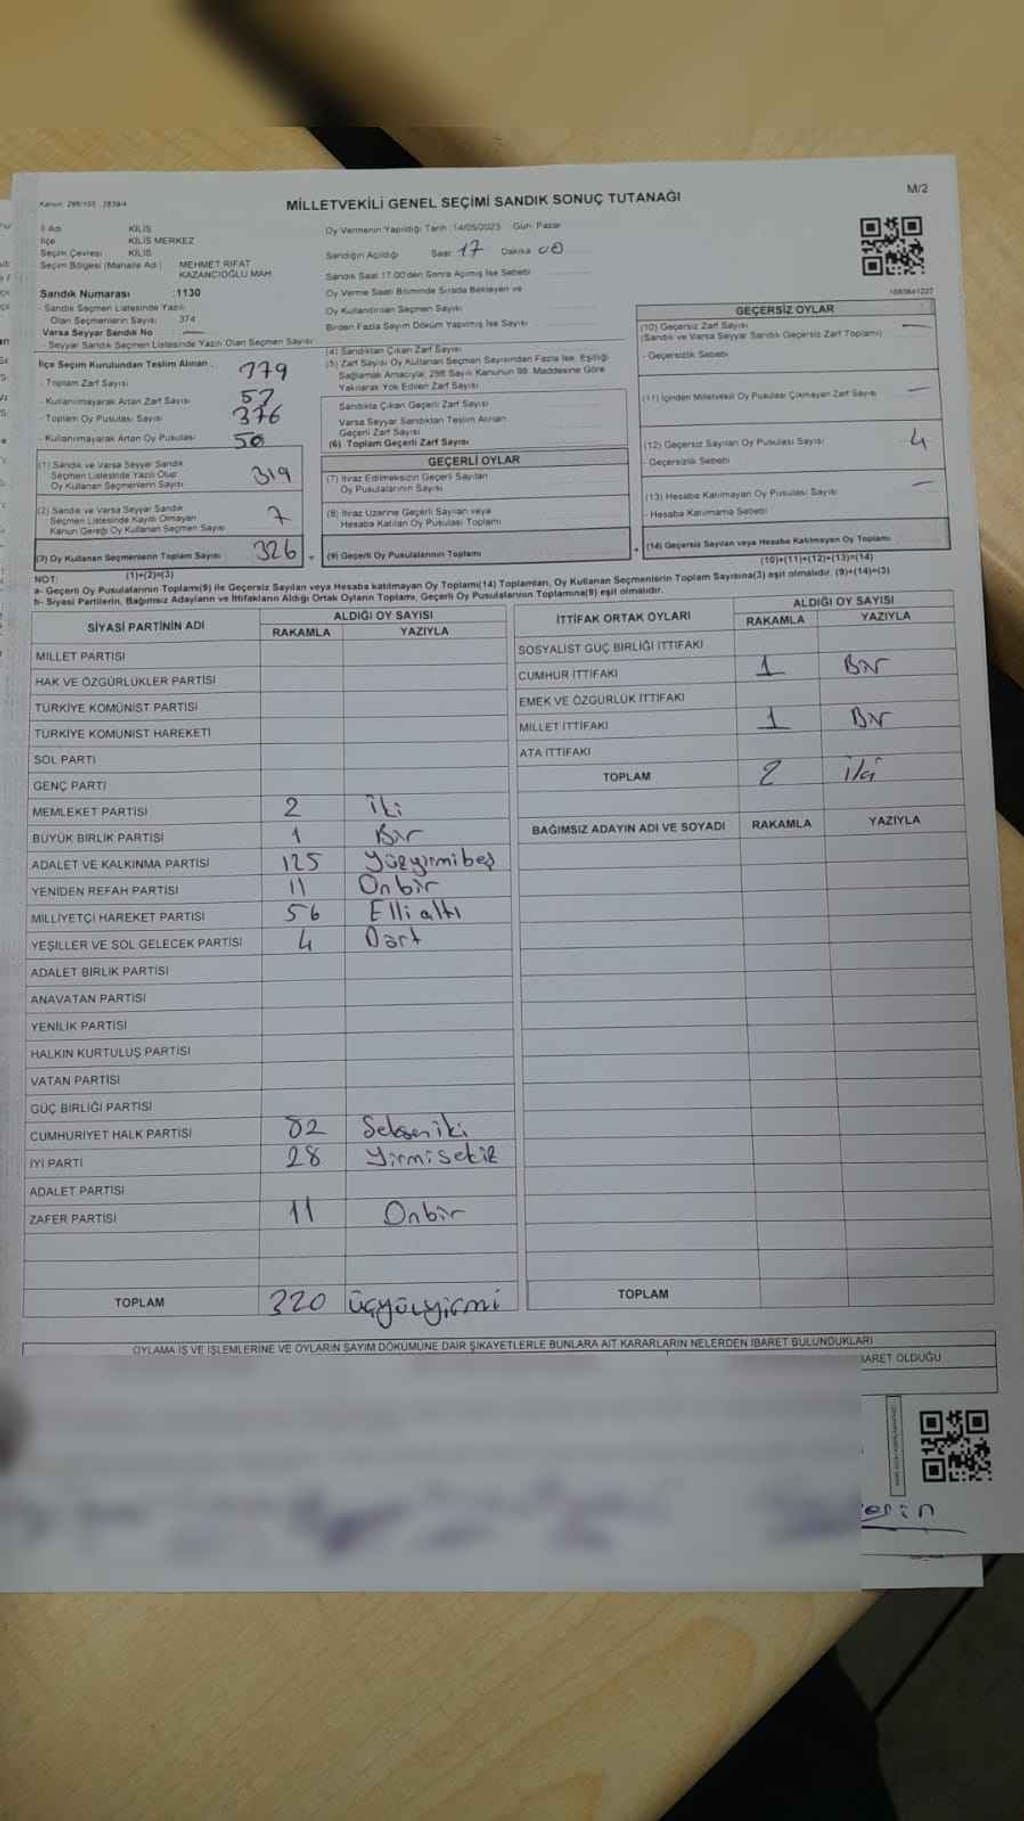 MİLLETVEKİLİ GENEL SEÇİMİ SANDIK SONUÇ TUTANAĞI
M/2
İl Adı KİLİS
İlçe KİLİS MERKEZ
Seçim Çevresi KİLİS
Seçim Bölgesi (Mahalle Adı) MEHMET RIFAT KAZANCIOĞLU MAH.
Sandık Numarası :1130
Sandık Seçmen Listesinde Yazılı
Olan Seçmenlerin Sayısı 374
Varsa Seyyar Sandık No —
Seyyar Sandık Seçmen Listesinde Yazılı Olan Seçmen Sayısı
Oy Vermenin Yapıldığı Tarih 14/05/2023 Gün: Pazar
Sandığın Açıldığı Saat 17 Dakika 00
Sandık Saat 17.00'den Sonra Açılmış İse Sebebi
Oy Verme Saati Bitiminde Sırada Bekleyen ve
Oy Kullandırılan Seçmen Sayısı
Birden Fazla Sayım Döküm Yapılmış İse Sayısı
İlçe Seçim Kurulundan Teslim Alınan
- Toplam Zarf Sayısı 379
- Kullanılmayarak Artan Zarf Sayısı 57
- Toplam Oy Pusulası Sayısı 376
- Kullanılmayarak Artan Oy Pusulası 50
(1) Sandık ve Varsa Seyyar Sandık
Seçmen Listesinde Yazılı Olup
Oy Kullanan Seçmenlerin Sayısı 319
(2) Sandık ve Varsa Seyyar Sandık
Seçmen Listesinde Kaydı Olmayan
Kanun Gereği Oy Kullanan Seçmen Sayısı 7
(3) Oy Kullanan Seçmenlerin Toplam Sayısı 326
(1)+(2)=(3)
(4) Sandıktan Çıkan Zarf Sayısı
(5) Zarf Sayısı Oy Kullanan Seçmen Sayısından Fazla İse, Eşitliği
Sağlamak Amacıyla, 298 Sayılı Kanunun 98. Maddesine Göre
Yakılarak Yok Edilen Zarf Sayısı
Sandıkta Çıkan Geçerli Zarf Sayısı
Varsa Seyyar Sandıktan Teslim Alınan
Geçerli Zarf Sayısı
(6) Toplam Geçerli Zarf Sayısı
GEÇERLİ OYLAR
(7) İtiraz Edilmeksizin Geçerli Sayılan
Oy Pusulalarının Sayısı
(8) İtiraz Üzerine Geçerli Sayılan veya
Hesaba Katılan Oy Pusulası Toplamı
(9) Geçerli Oy Pusulalarının Toplamı
GEÇERSİZ OYLAR
(10) Geçersiz Zarf Sayısı —
(Sandık ve Varsa Seyyar Sandık Geçersiz Zarf Toplamı)
- Geçersizlik Sebebi
(11) İçinden Milletvekili Oy Pusulası Çıkmayan Zarf Sayısı —
(12) Geçersiz Sayılan Oy Pusulası Sayısı 4
- Geçersizlik Sebebi
(13) Hesaba Katılmayan Oy Pusulası Sayısı —
- Hesaba Katılmama Sebebi
(14) Geçersiz Sayılan veya Hesaba Katılmayan Oy Toplamı
(10)+(11)+(12)+(13)=(14)
NOT:
a- Geçerli Oy Pusulalarının Toplamı(9) ile Geçersiz Sayılan veya Hesaba katılmayan Oy Toplamı(14) Toplamları, Oy Kullanan Seçmenlerin Toplam Sayısına(3) eşit olmalıdır. (9)+(14)=(3)
b- Siyasi Partilerin, Bağımsız Adayların ve İttifakların Aldığı Ortak Oyların Toplamı, Geçerli Oy Pusulalarının Toplamına(9) eşit olmalıdır.
SİYASİ PARTİNİN ADI ALDIĞI OY SAYISI
RAKAMLA YAZIYLA
MİLLET PARTİSİ
HAK VE ÖZGÜRLÜKLER PARTİSİ
TÜRKİYE KOMÜNİST PARTİSİ
TÜRKİYE KOMÜNİST HAREKETİ
SOL PARTİ
GENÇ PARTİ
MEMLEKET PARTİSİ 2 İki
BÜYÜK BİRLİK PARTİSİ 1 Bir
ADALET VE KALKINMA PARTİSİ 125 Yüzyirmibeş
YENİDEN REFAH PARTİSİ 11 Onbir
MİLLİYETÇİ HAREKET PARTİSİ 56 Elli altı
YEŞİLLER VE SOL GELECEK PARTİSİ 4 Dört
ADALET BİRLİK PARTİSİ
ANAVATAN PARTİSİ
YENİLİK PARTİSİ
HALKIN KURTULUŞ PARTİSİ
VATAN PARTİSİ
GÜÇ BİRLİĞİ PARTİSİ
CUMHURİYET HALK PARTİSİ 82 Seksen iki
İYİ PARTİ 28 Yirmi sekiz
ADALET PARTİSİ
ZAFER PARTİSİ 11 Onbir
TOPLAM 320 üçyüzyirmi
İTTİFAK ORTAK OYLARI ALDIĞI OY SAYISI
RAKAMLA YAZIYLA
SOSYALİST GÜÇ BİRLİĞİ İTTİFAKI
CUMHUR İTTİFAKI 1 Bir
EMEK VE ÖZGÜRLÜK İTTİFAKI
MİLLET İTTİFAKI 1 Bir
ATA İTTİFAKI
TOPLAM 2 iki
BAĞIMSIZ ADAYIN ADI VE SOYADI RAKAMLA YAZIYLA
TOPLAM
OYLAMA İŞ VE İŞLEMLERİNE VE OYLARIN SAYIM DÖKÜMÜNE DAİR ŞİKAYETLERLE BUNLARA AİT KARARLARIN NELERDEN İBARET BULUNDUKLARI
BARET OLDUĞU